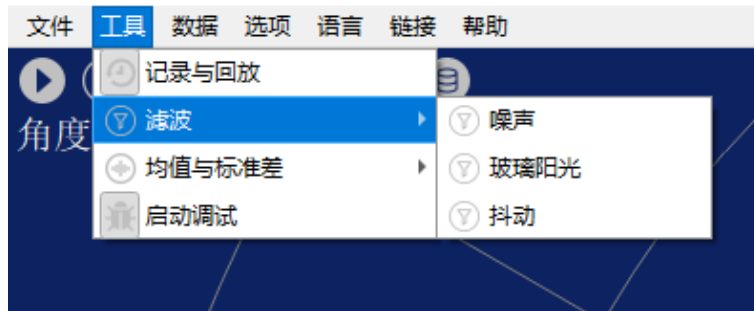 文件 工具 数据 选项 语言 链接 帮助
记录与回放
角度
滤波
噪声
均值与标准差
玻璃阳光
启动调试
抖动